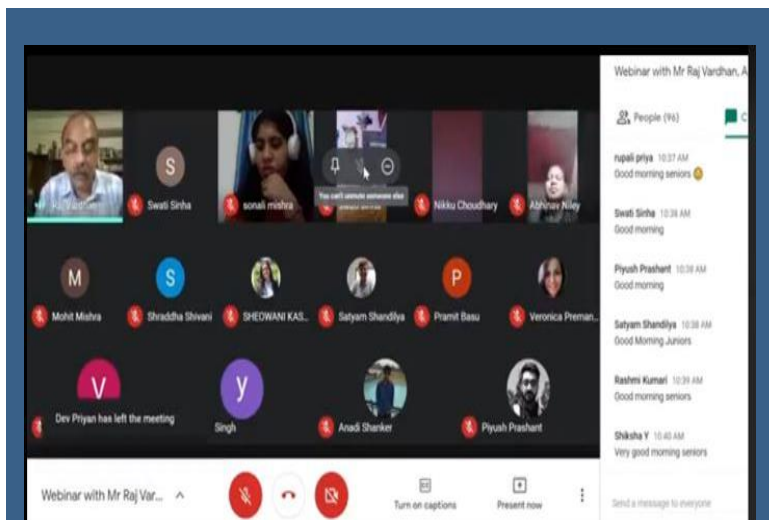 Webinar with Mr Raj Vardhan, A
People (96)
C
rupali priya 10:37 AM
Good morning seniors 😊
Swati Sinha 10:38 AM
Good morning
Piyush Prashant 10:38 AM
Good morning
Satyam Shandilya 10:38 AM
Good Morning Juniors
Rashmi Kumari 10:39 AM
Good morning seniors
Shiksha Y 10:40 AM
Very good morning seniors
Send a message to everyone
Raj Vardhan
S
Swati Sinha
sonali mishra
You can't unmute someone else
Nikku Choudhary
Abhinav Niley
M
Mohit Mishra
S
Shraddha Shivani
SHEOWANI KAS...
Satyam Shandilya
P
Pramit Basu
Veronica Preman...
V
Dev Priyan has left the meeting
y
Singh
Anadi Shanker
Piyush Prashant
Webinar with Mr Raj Var...
Turn on captions
Present now